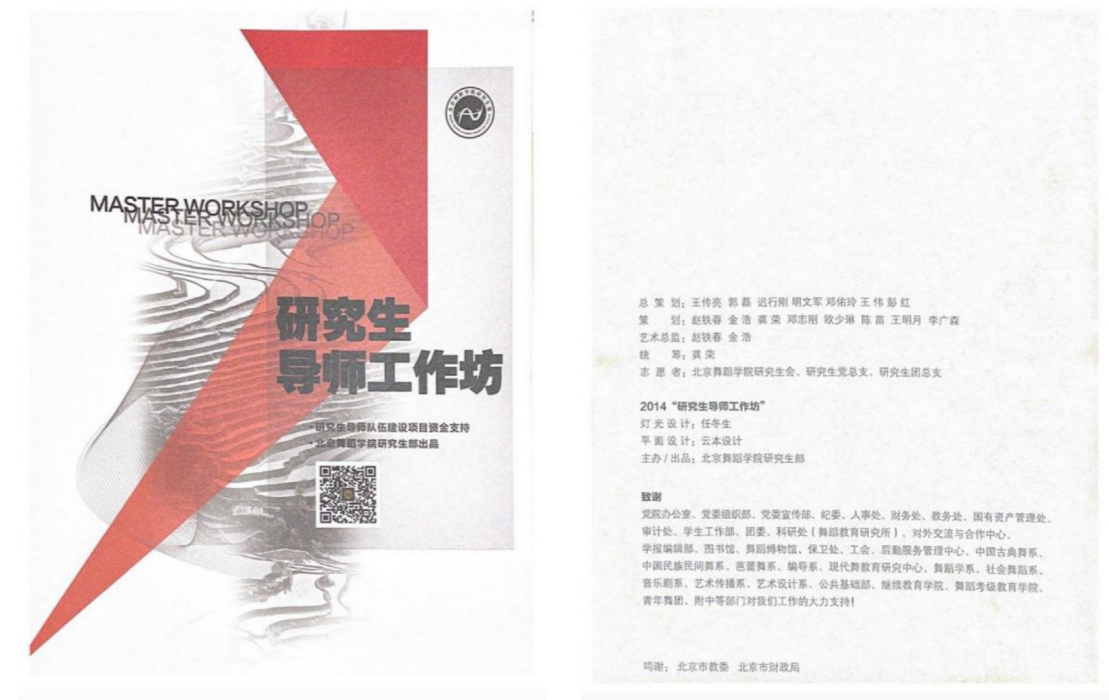 MASTER WORKSHOP
MASTER WORKSHOP
MASTER WORKSHOP
研究生
导师工作坊
·研究生导师队伍建设项目资金支持
·北京舞蹈学院研究生部出品
总 策 划：王传亮 郭 磊 迟行刚 明文军 邓佑玲 王 伟 彭 红
策 划：赵铁春 金 浩 龚 荣 邓志刚 欧少琳 陈 苗 王明月 李广森
艺术总监：赵铁春 金 浩
统 筹：龚 荣
志 愿 者：北京舞蹈学院研究生会、研究生党总支、研究生团总支
2014“研究生导师工作坊”
灯 光 设 计：任冬生
平 面 设 计：云本设计
主办 / 出品：北京舞蹈学院研究生部
致谢
党院办公室、党委组织部、党委宣传部、纪委、人事处、财务处、教务处、国有资产管理处、
审计处、学生工作部、团委、科研处（舞蹈教育研究所）、对外交流与合作中心、
学报编辑部、图书馆、舞蹈博物馆、保卫处、工会、后勤服务管理中心、中国古典舞系、
中国民族民间舞系、芭蕾舞系、编导系、现代舞教育研究中心、舞蹈学系、社会舞蹈系、
音乐剧系、艺术传播系、艺术设计系、公共基础部、继续教育学院、舞蹈考级教育学院、
青年舞团、附中等部门对我们工作的大力支持！
鸣谢： 北京市教委 北京市财政局